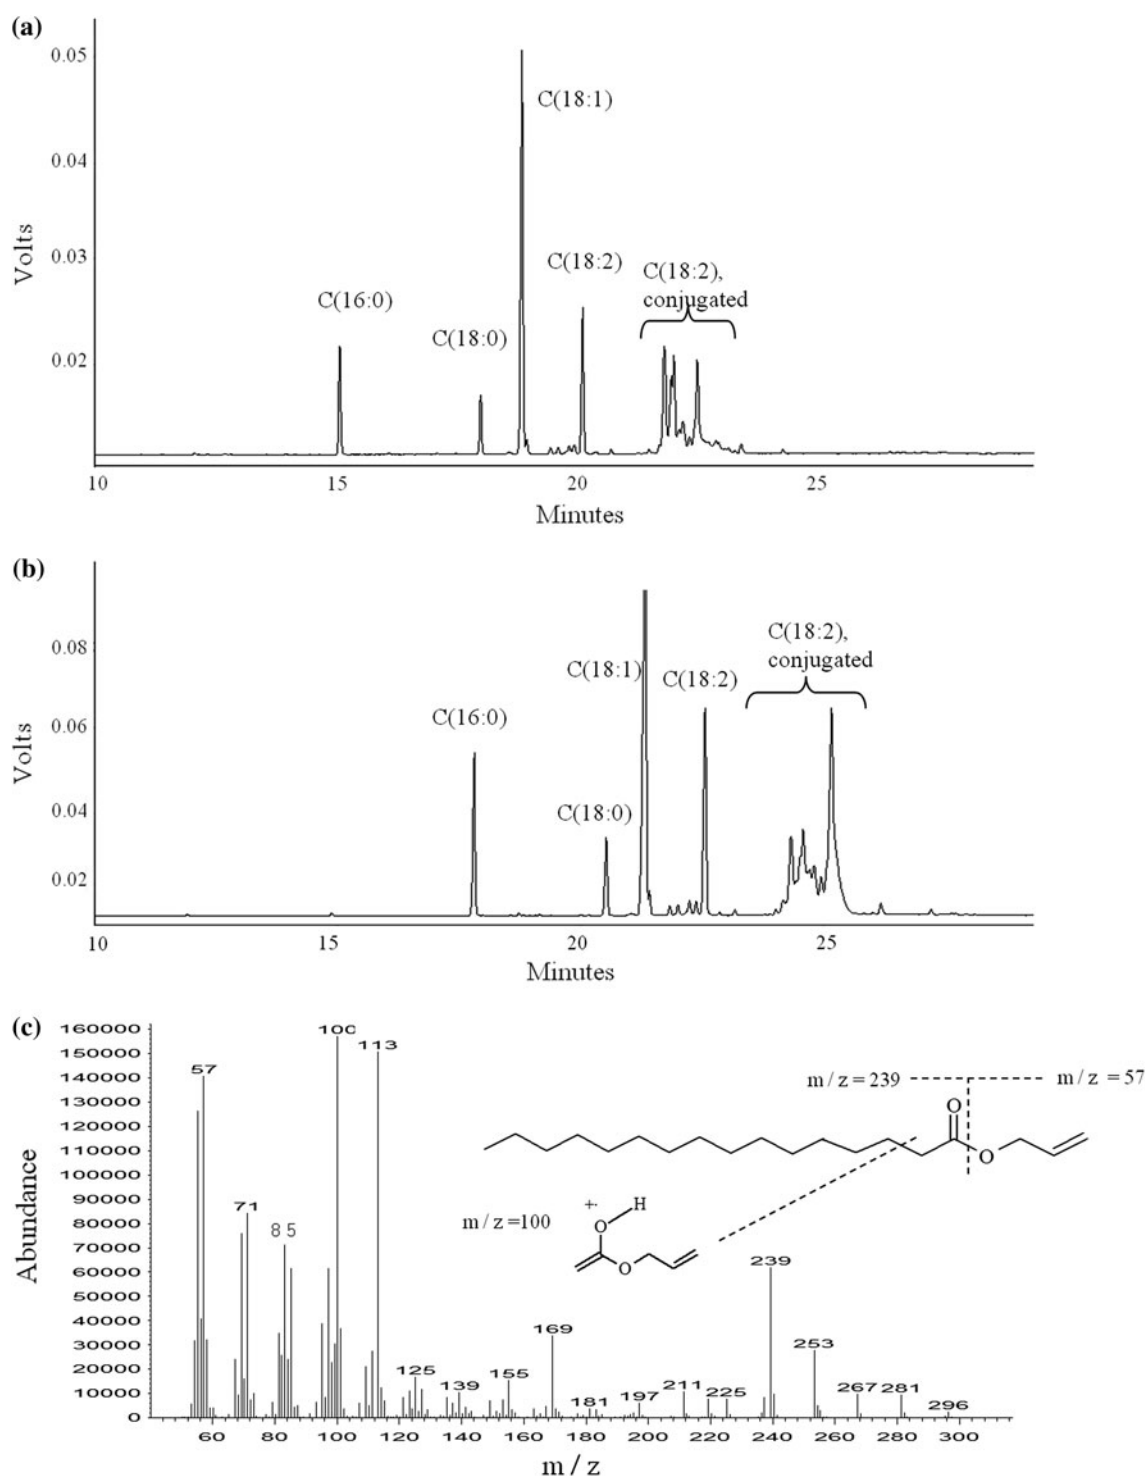 (a)
0.05
C(18:1)
0.04
Volts
0.03
C(18:2)
C(18:2),
conjugated
C(16:0)
C(18:0)
0.02
10 15 20 25
Minutes
(b)
0.08
C(18:2),
conjugated
C(18:1)
C(18:2)
Volts
0.06
C(16:0)
0.04
C(18:0)
0.02
10 15 20 25
Minutes
(c)
160000
150000
140000
130000
120000
110000
100000
90000
80000
70000
60000
50000
40000
30000
20000
10000
0
Abundance
57
71
85
100
113
125
139
155
169
181
197
211
225
239
253
267
281
296
m / z = 239
m / z = 57
O
O
m / z =100
+·
H
O
O
60 80 100 120 140 160 180 200 220 240 260 280 300
m / z